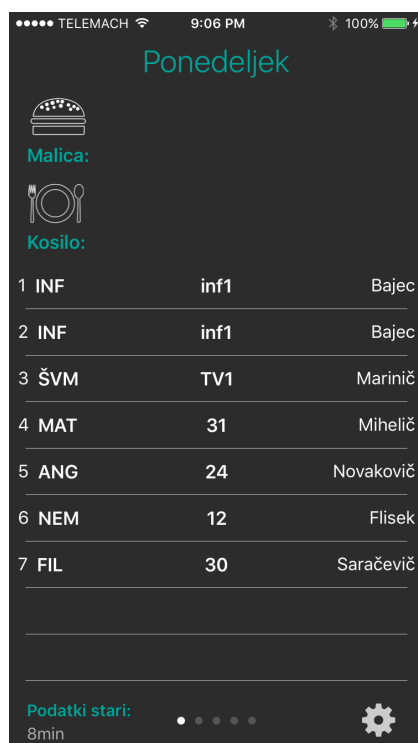 TELEMACH 9:06 PM 100%
Ponedeljek
Malica:
Kosilo:
1 INF inf1 Bajec
2 INF inf1 Bajec
3 ŠVM TV1 Marinič
4 MAT 31 Mihelič
5 ANG 24 Novakovič
6 NEM 12 Flisek
7 FIL 30 Saračevič
Podatki stari:
8min